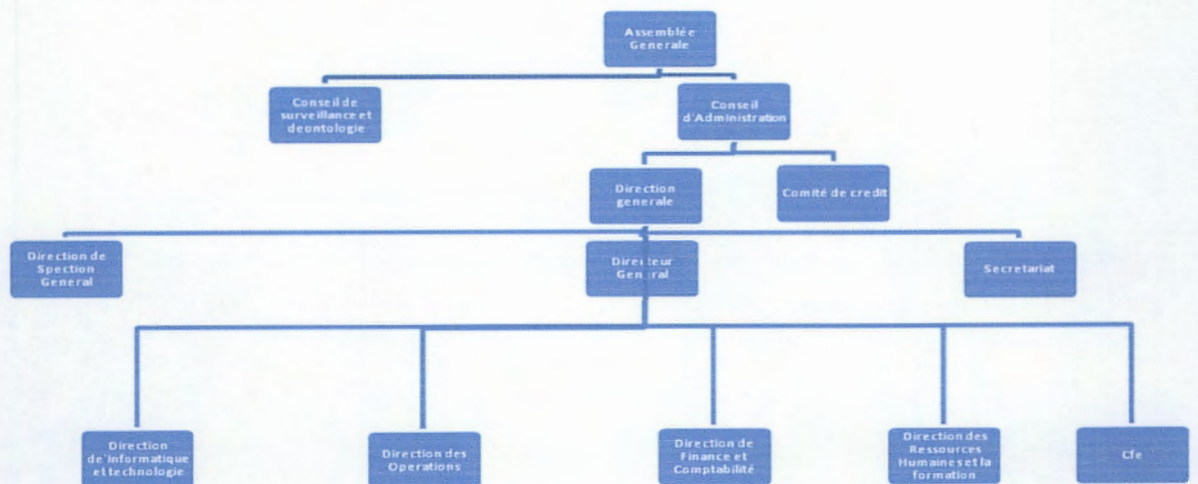 Assemblée
Generale
Conseil de
surveillance et
deontologie
Conseil
d'Administration
Direction
generale
Comité de credit
Direction de
Spection
General
Directeur
General
Secretariat
Direction
de'Informatique
et technologie
Direction des
Operations
Direction de
Finance et
Comptabilité
Direction des
Ressources
Humaine et la
formation
Cfe